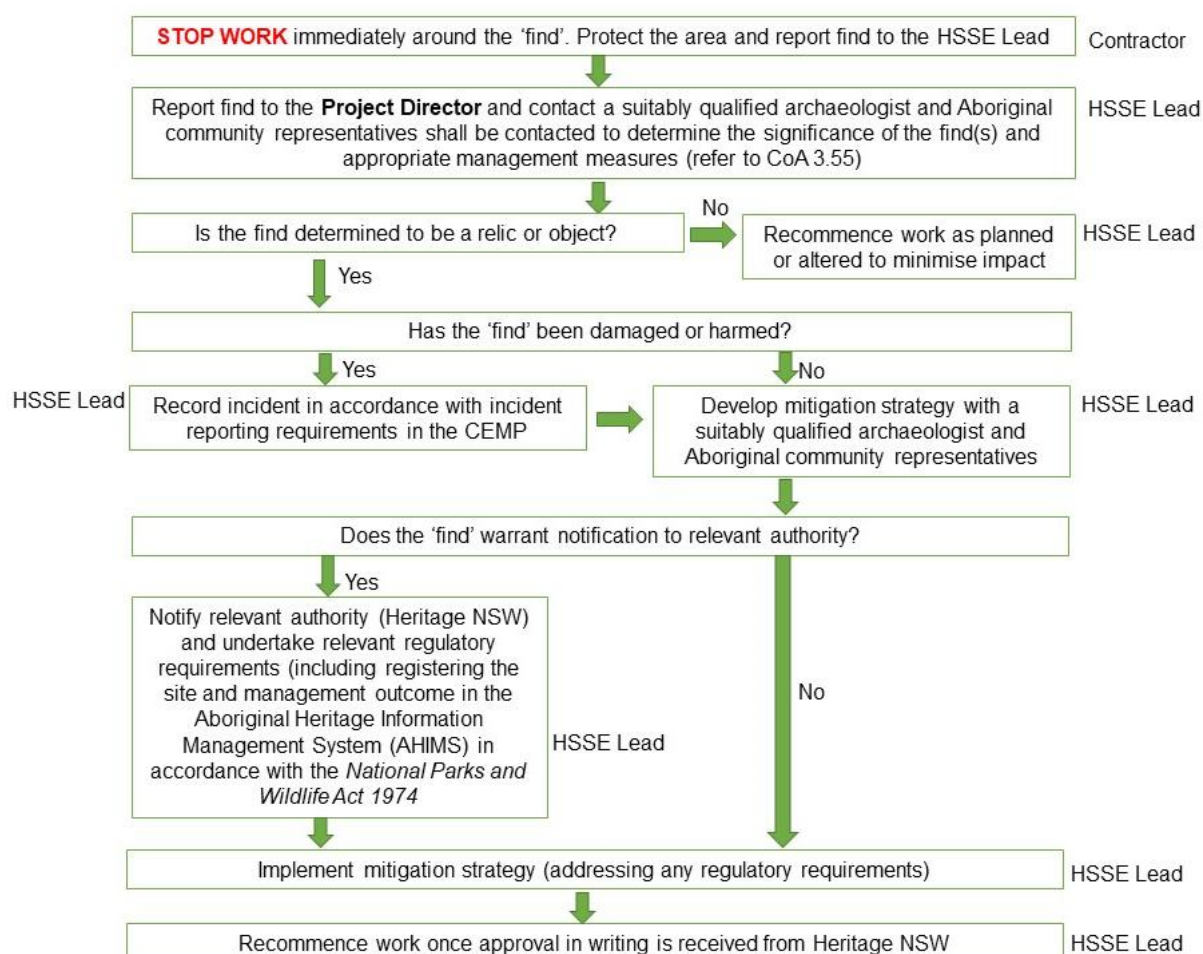 STOP WORK immediately around the ‘find’. Protect the area and report find to the HSSE Lead
Contractor
Report find to the Project Director and contact a suitably qualified archaeologist and Aboriginal
community representatives shall be contacted to determine the significance of the find(s) and
appropriate management measures (refer to CoA 3.55)
HSSE Lead
Is the find determined to be a relic or object?
No
Recommence work as planned
or altered to minimise impact
HSSE Lead
Yes
Has the ‘find’ been damaged or harmed?
Yes
No
HSSE Lead
Record incident in accordance with incident
reporting requirements in the CEMP
Develop mitigation strategy with a
suitably qualified archaeologist and
Aboriginal community representatives
HSSE Lead
Does the ‘find’ warrant notification to relevant authority?
Yes
Notify relevant authority (Heritage NSW)
and undertake relevant regulatory
requirements (including registering the
site and management outcome in the
Aboriginal Heritage Information
Management System (AHIMS) in
accordance with the National Parks and
Wildlife Act 1974
HSSE Lead
No
Implement mitigation strategy (addressing any regulatory requirements)
HSSE Lead
Recommence work once approval in writing is received from Heritage NSW
HSSE Lead